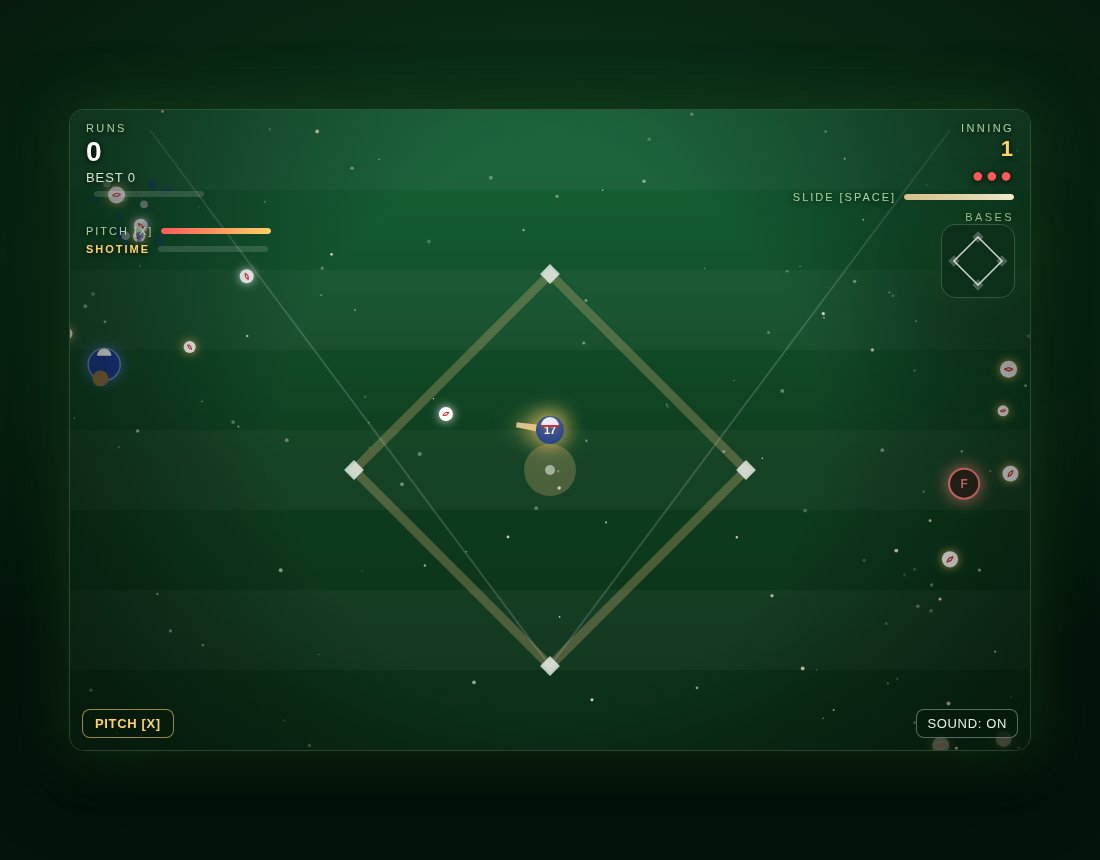 RUNS
0
BEST 0
PITCH [X]
SHOTIME
INNING
1
SLIDE [SPACE]
BASES
17
F
PITCH [X]
SOUND: ON